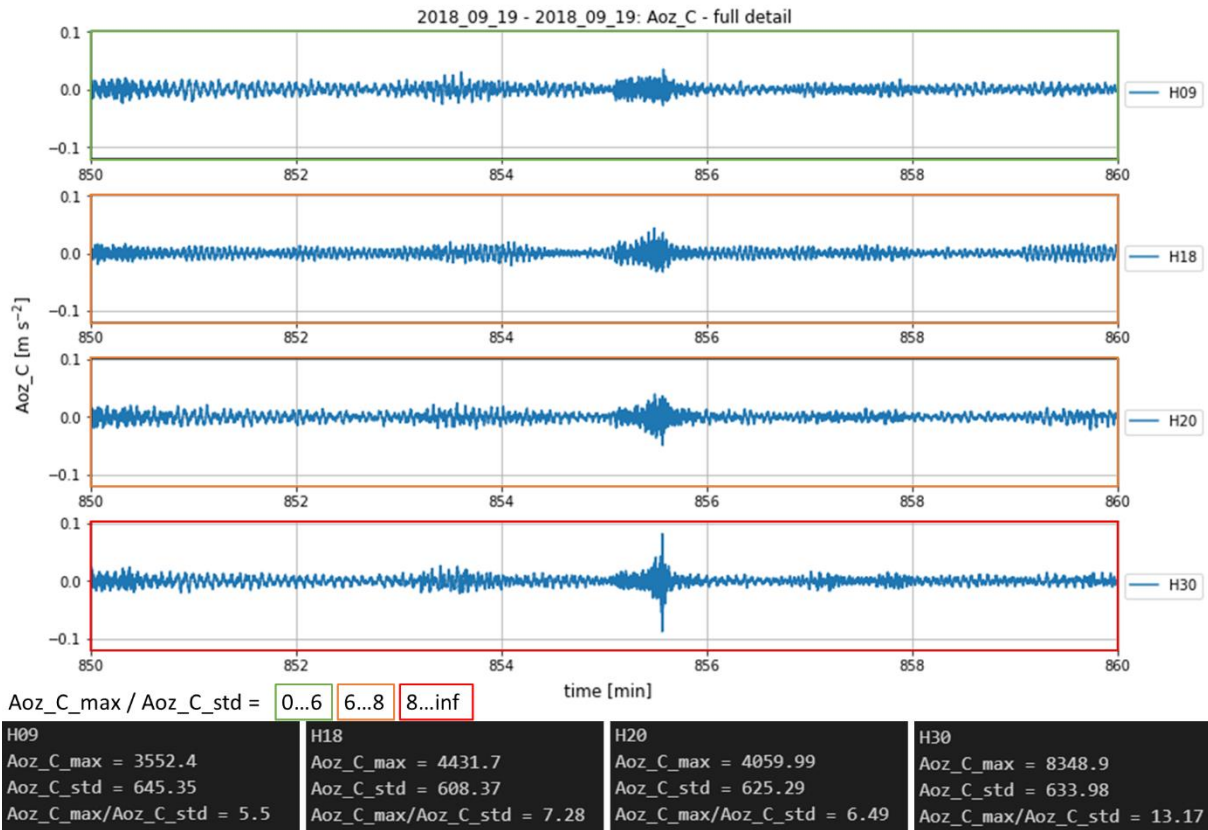 2018_09_19 - 2018_09_19: Aoz_C - full detail
0.1
0.0
−0.1
850 852 854 856 858 860
H09
0.1
0.0
−0.1
850 852 854 856 858 860
H18
Aoz_C [m s⁻²]
0.1
0.0
−0.1
850 852 854 856 858 860
H20
0.1
0.0
−0.1
850 852 854 856 858 860
H30
time [min]
Aoz_C_max / Aoz_C_std = 0...6 6...8 8...inf
H09
Aoz_C_max = 3552.4
Aoz_C_std = 645.35
Aoz_C_max/Aoz_C_std = 5.5
H18
Aoz_C_max = 4431.7
Aoz_C_std = 608.37
Aoz_C_max/Aoz_C_std = 7.28
H20
Aoz_C_max = 4059.99
Aoz_C_std = 625.29
Aoz_C_max/Aoz_C_std = 6.49
H30
Aoz_C_max = 8348.9
Aoz_C_std = 633.98
Aoz_C_max/Aoz_C_std = 13.17